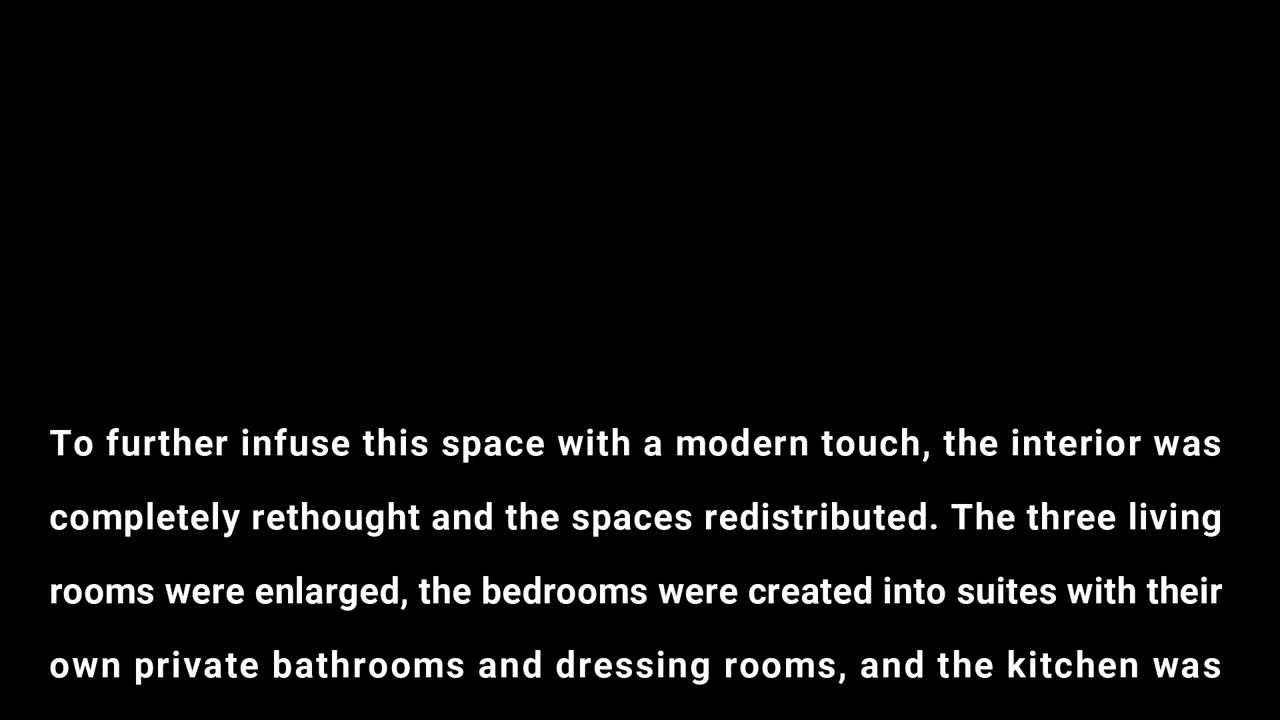 To further infuse this space with a modern touch, the interior was
completely rethought and the spaces redistributed. The three living
rooms were enlarged, the bedrooms were created into suites with their
own private bathrooms and dressing rooms, and the kitchen was